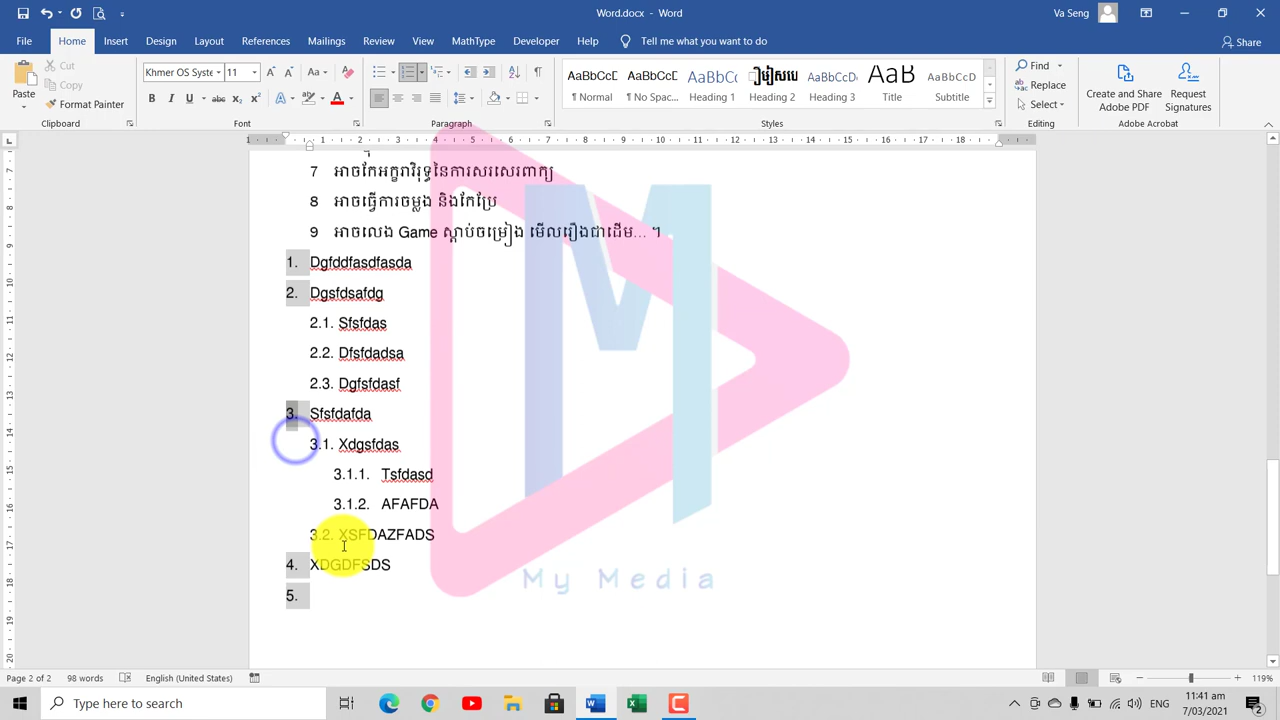 Word.docx - Word
Va Seng
File Home Insert Design Layout References Mailings Review View MathType Developer Help Tell me what you want to do Share
Paste Cut Copy Format Painter
Clipboard
Khmer OS Syste 11
Font
Paragraph
AaBbCcD ¶ Normal
AaBbCcD ¶ No Spac...
AaBbC Heading 1
Heading 2
AaBbCcD Heading 3
AaB Title
AaBbCcD Subtitle
Styles
Find Replace Select
Editing
Create and Share Adobe PDF
Request Signatures
Adobe Acrobat
7 អាចកែអក្ខរាវិរុទ្ធនៃការសរសេរពាក្យ
8 អាចធ្វើការចម្លង និងកែប្រែ
9 អាចលេង Game ស្តាប់ចម្រៀង មើលរឿងជាដើម... ។
1. Dgfddfasdfasda
2. Dgsfdsafdg
2.1. Sfsfdas
2.2. Dfsfdadsa
2.3. Dgfsfdasf
3. Sfsfdafda
3.1. Xdgsfdas
3.1.1. Tsfdasd
3.1.2. AFAFDA
3.2. XSFDAZFADS
4. XDGDFSDS
5.
My Media
Page 2 of 2 98 words English (United States) 119%
Type here to search
ENG
11:41 am
7/03/2021
2